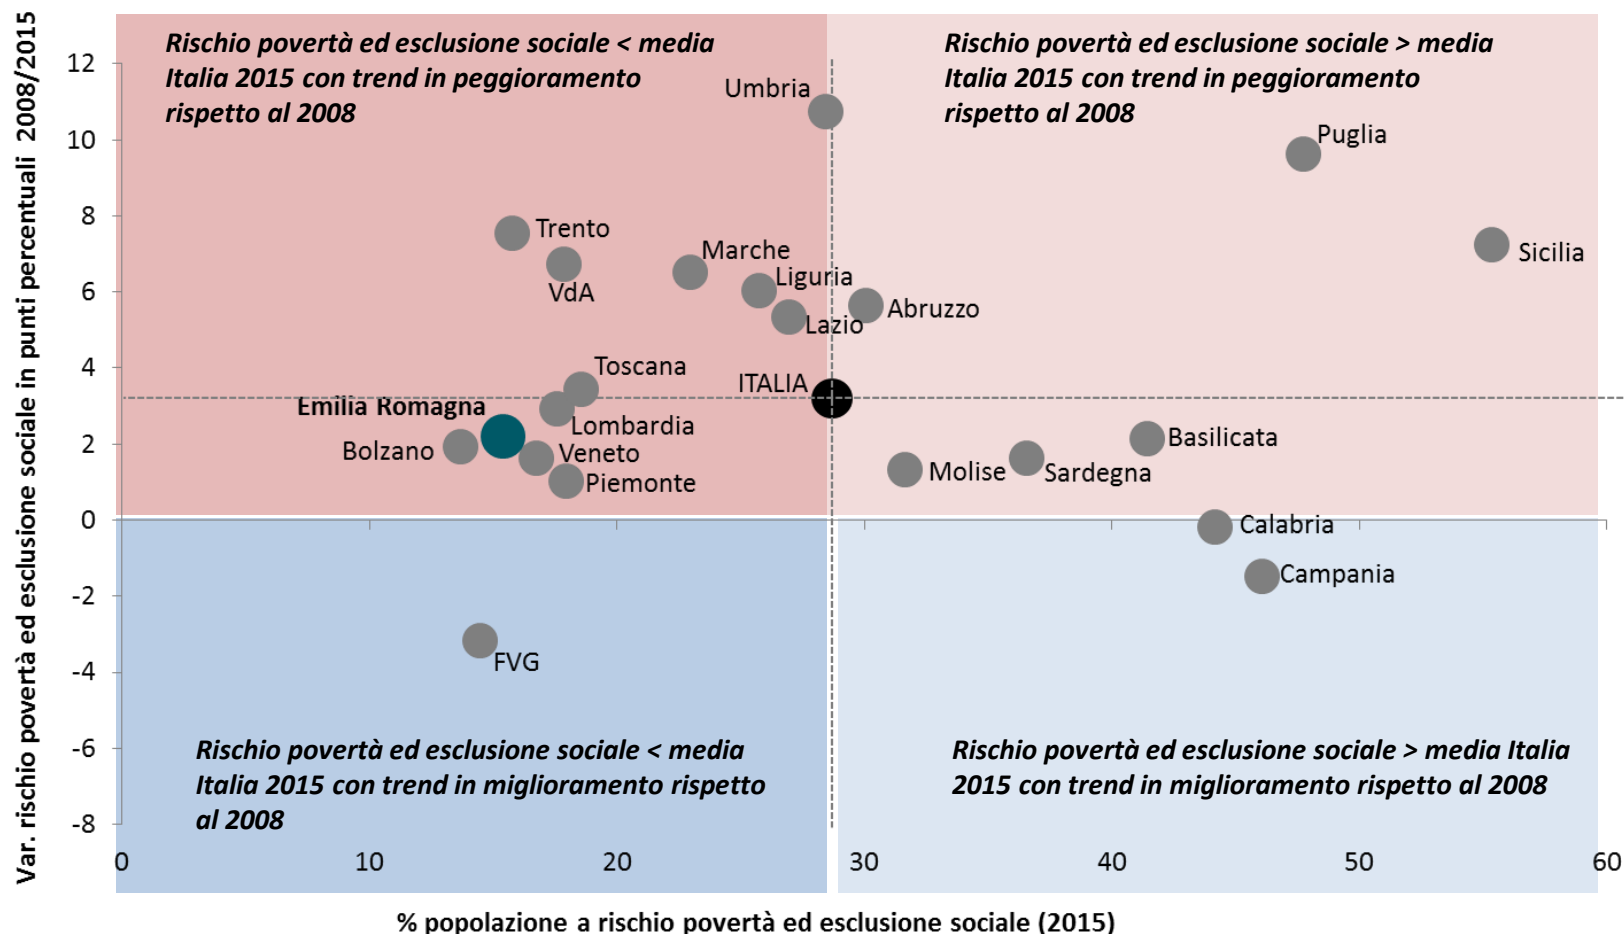 Var. rischio povertà ed esclusione sociale in punti percentuali 2008/2015
Rischio povertà ed esclusione sociale < media
Italia 2015 con trend in peggioramento
rispetto al 2008
Rischio povertà ed esclusione sociale > media
Italia 2015 con trend in peggioramento
rispetto al 2008
12
10
8
6
4
2
0
-2
-4
-6
-8
Umbria
Puglia
Trento
Sicilia
Marche
VdA
Liguria
Abruzzo
Lazio
Toscana
ITALIA
Emilia Romagna
Lombardia
Bolzano
Veneto
Piemonte
Basilicata
Molise
Sardegna
Calabria
Campania
FVG
Rischio povertà ed esclusione sociale < media
Italia 2015 con trend in miglioramento rispetto
al 2008
Rischio povertà ed esclusione sociale > media Italia
2015 con trend in miglioramento rispetto al 2008
0 10 20 30 40 50 60
% popolazione a rischio povertà ed esclusione sociale (2015)